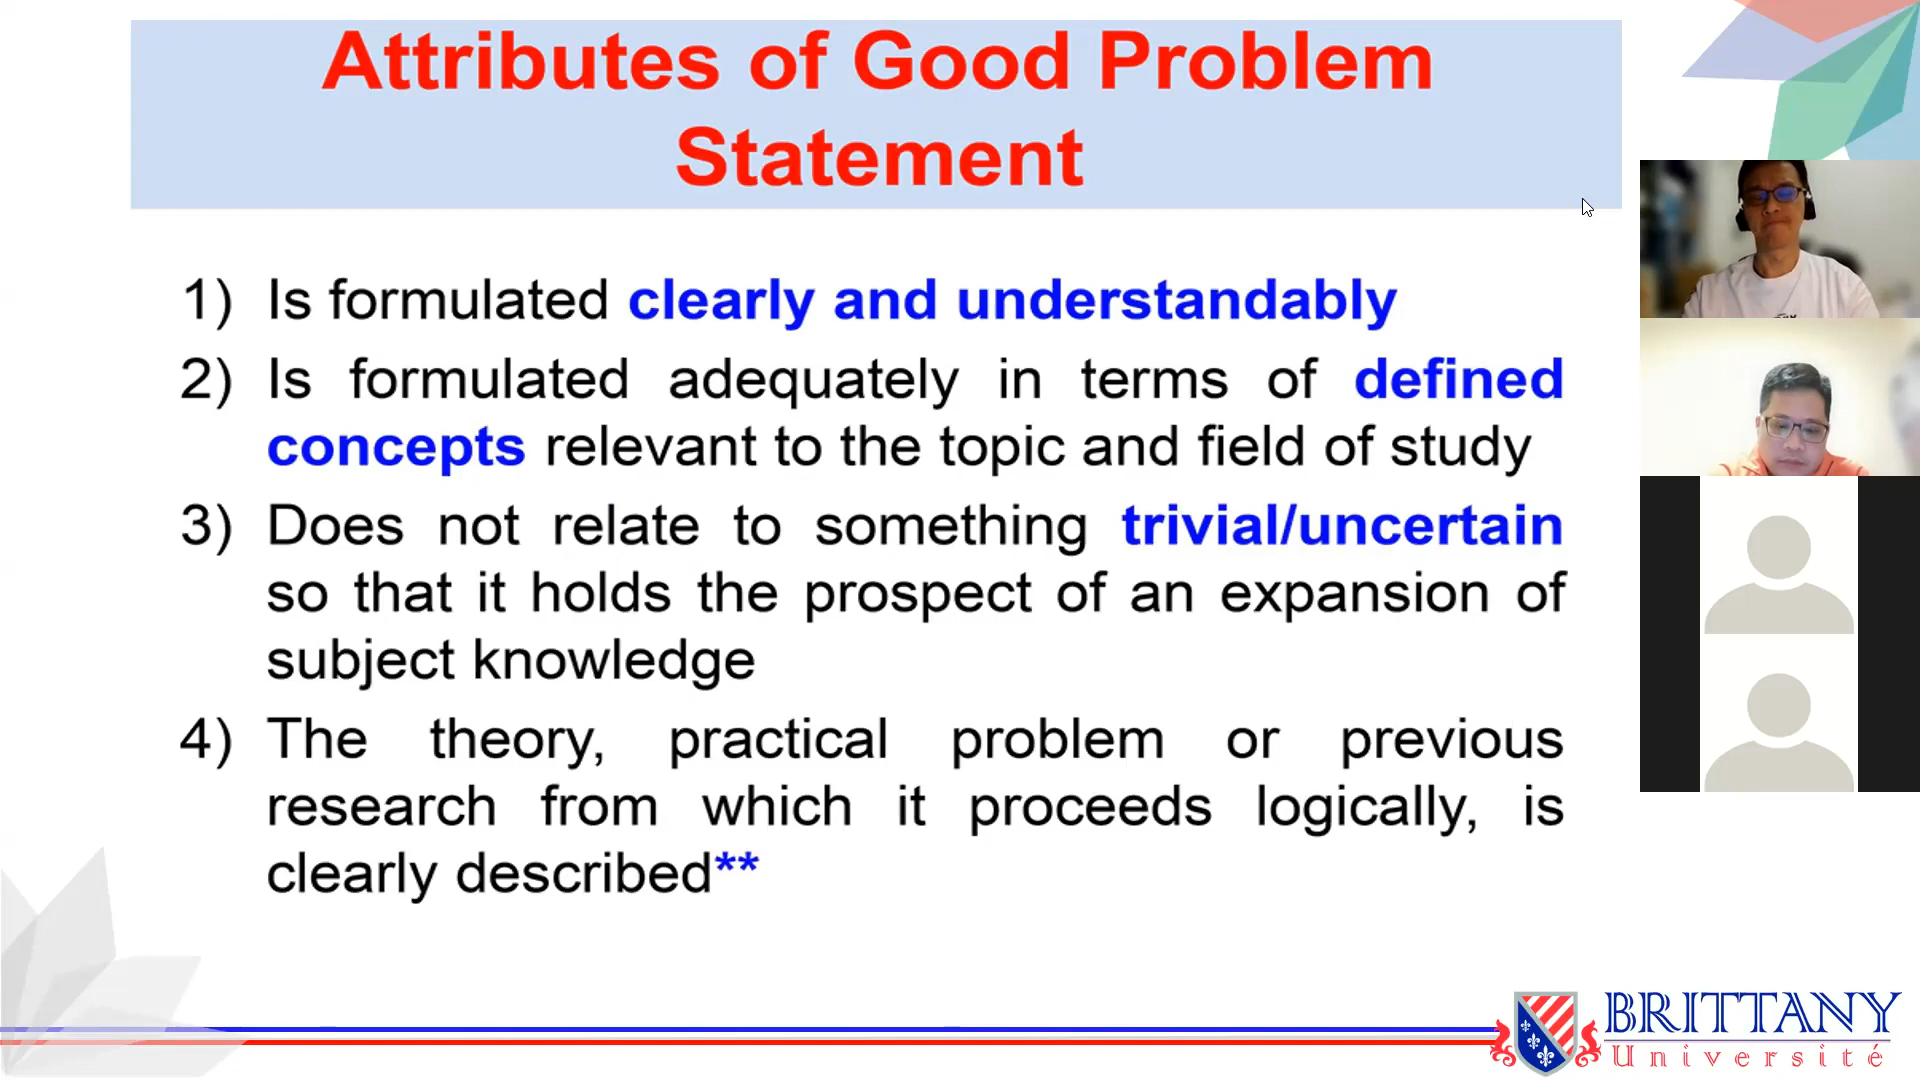 Attributes of Good Problem
Statement
1) Is formulated clearly and understandably
2) Is formulated adequately in terms of defined
concepts relevant to the topic and field of study
3) Does not relate to something trivial/uncertain
so that it holds the prospect of an expansion of
subject knowledge
4) The theory, practical problem or previous
research from which it proceeds logically, is
clearly described**
BRITTANY
Université